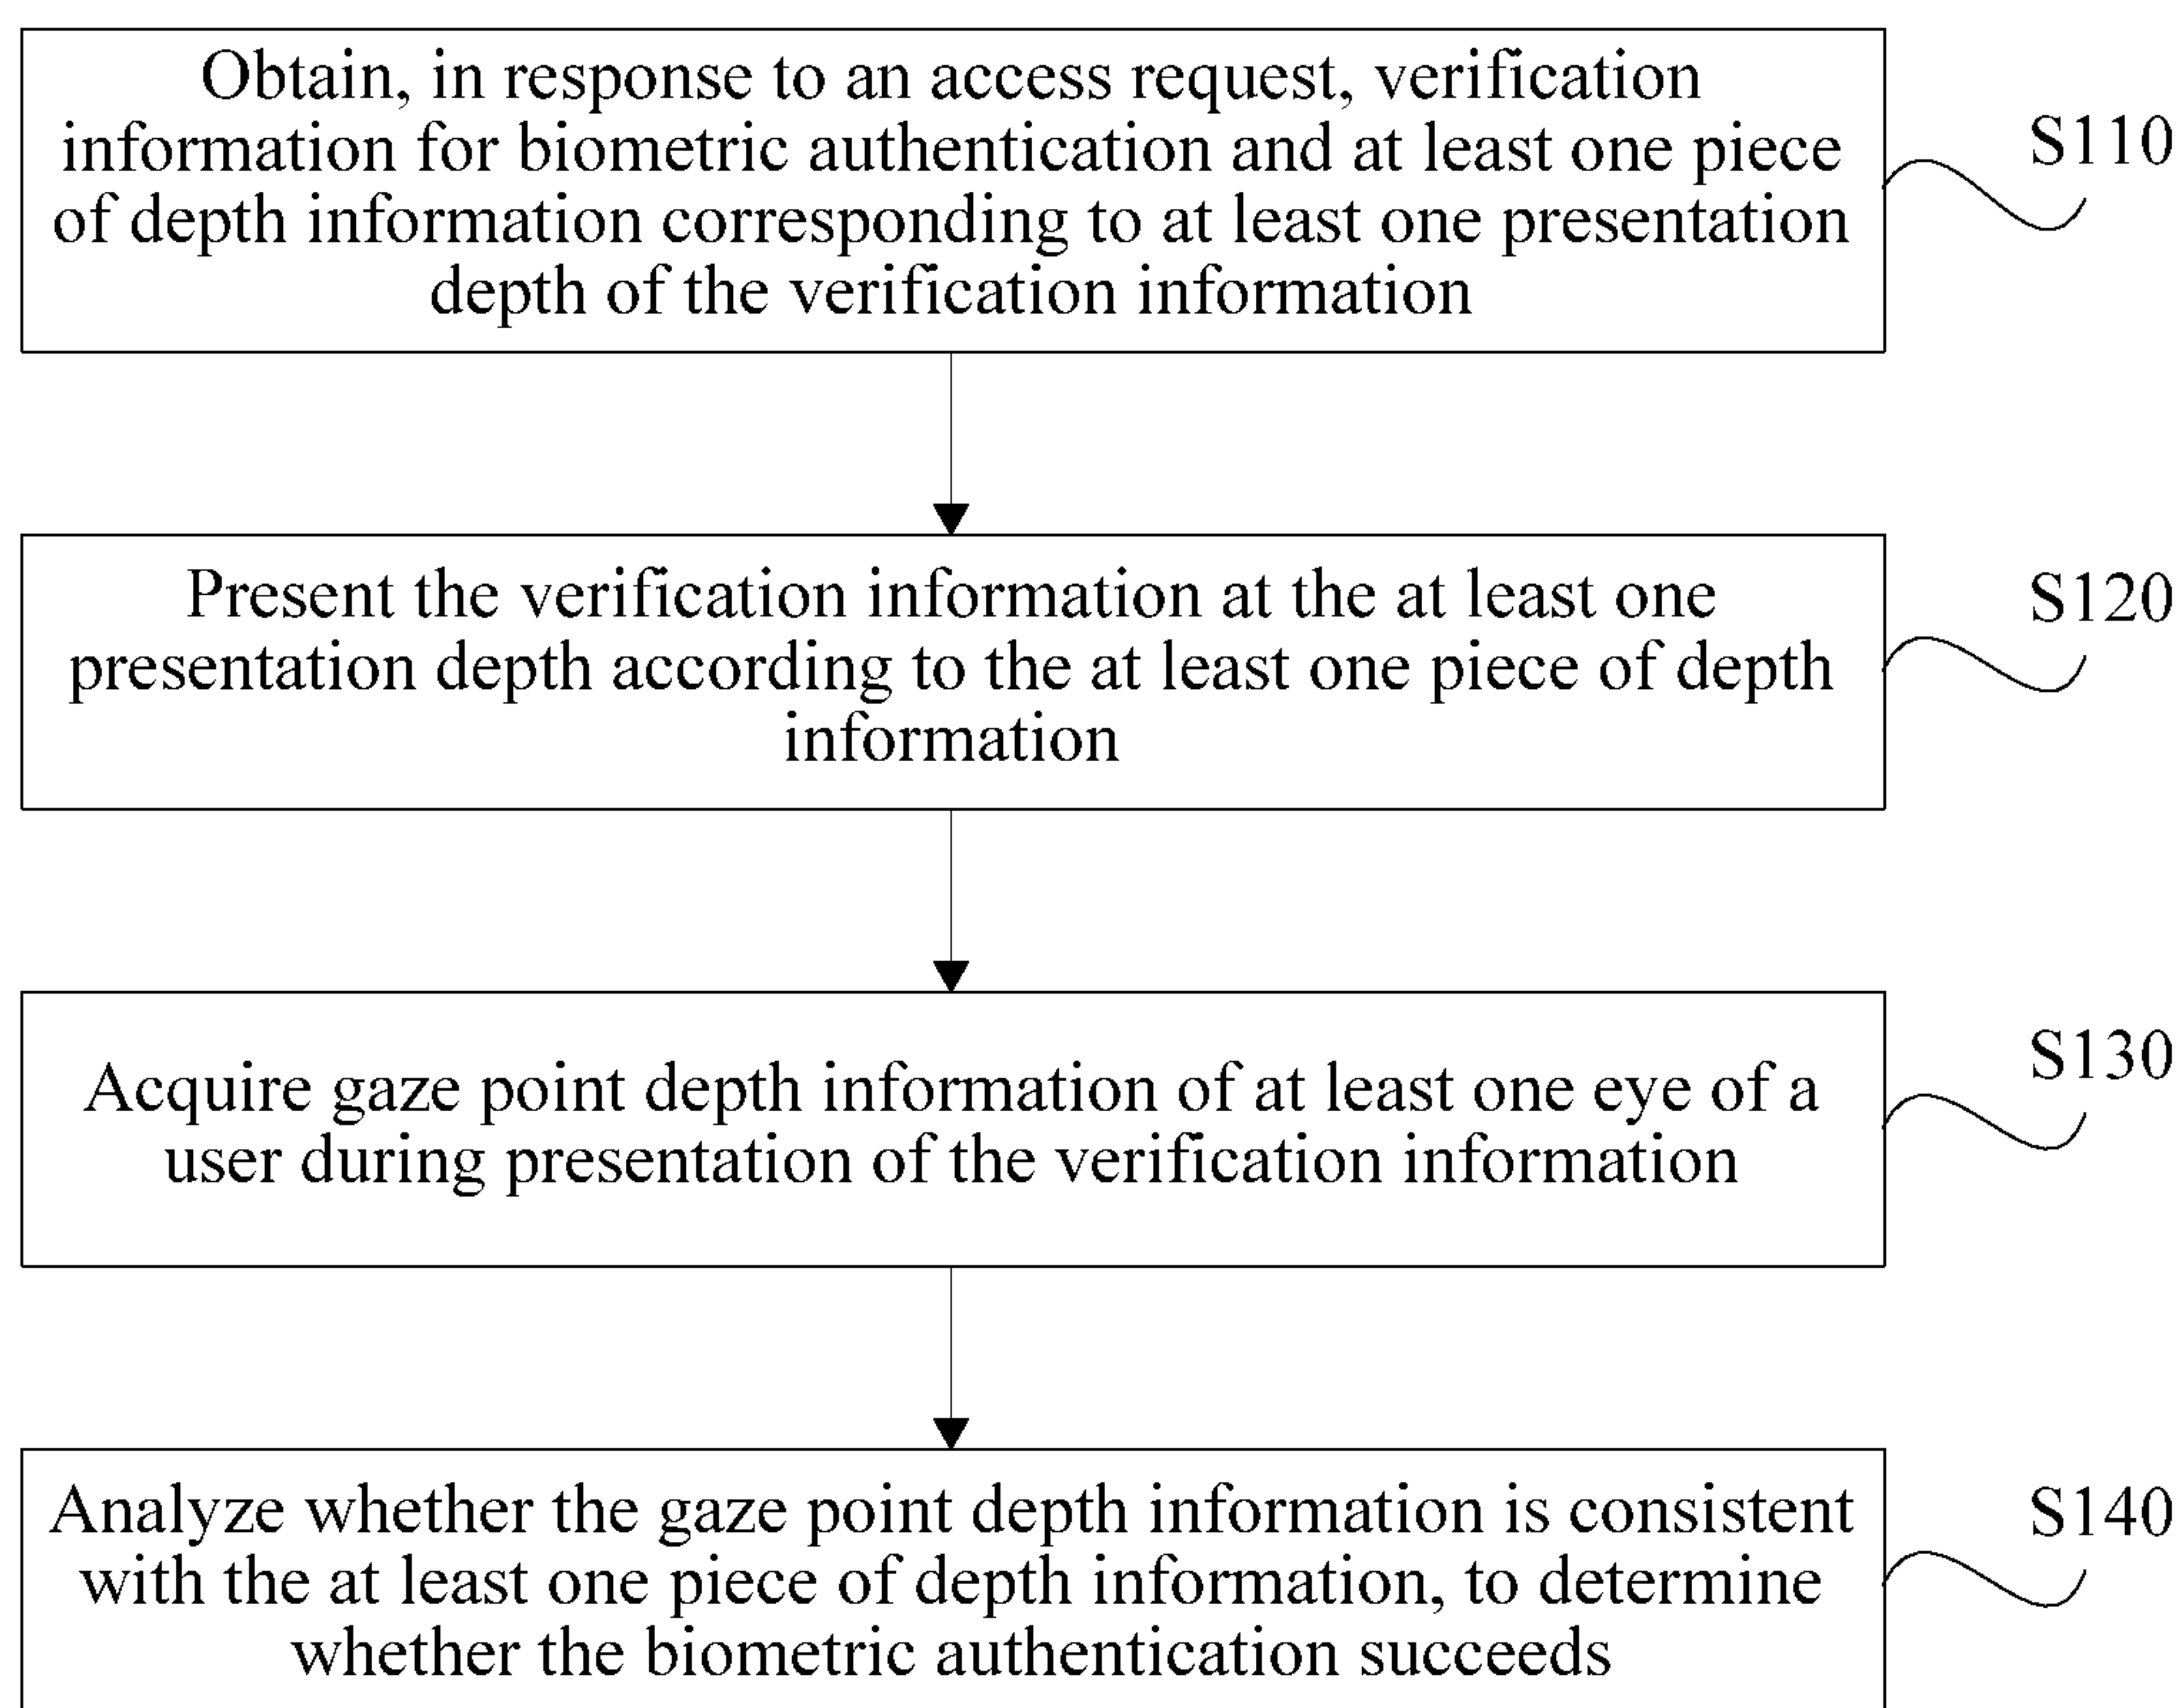 Obtain, in response to an access request, verification
information for biometric authentication and at least one piece
of depth information corresponding to at least one presentation
depth of the verification information
S110
Present the verification information at the at least one
presentation depth according to the at least one piece of depth
information
S120
Acquire gaze point depth information of at least one eye of a
user during presentation of the verification information
S130
Analyze whether the gaze point depth information is consistent
with the at least one piece of depth information, to determine
whether the biometric authentication succeeds
S140